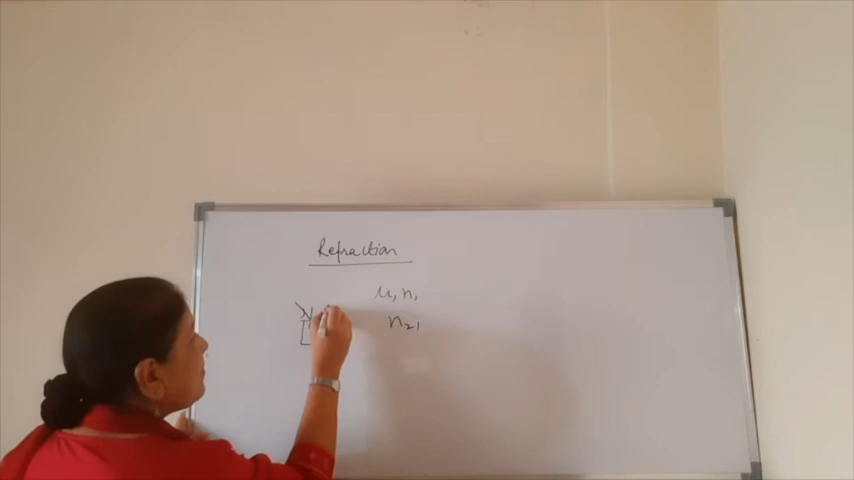 Refraction
μ, n,
n₂₁